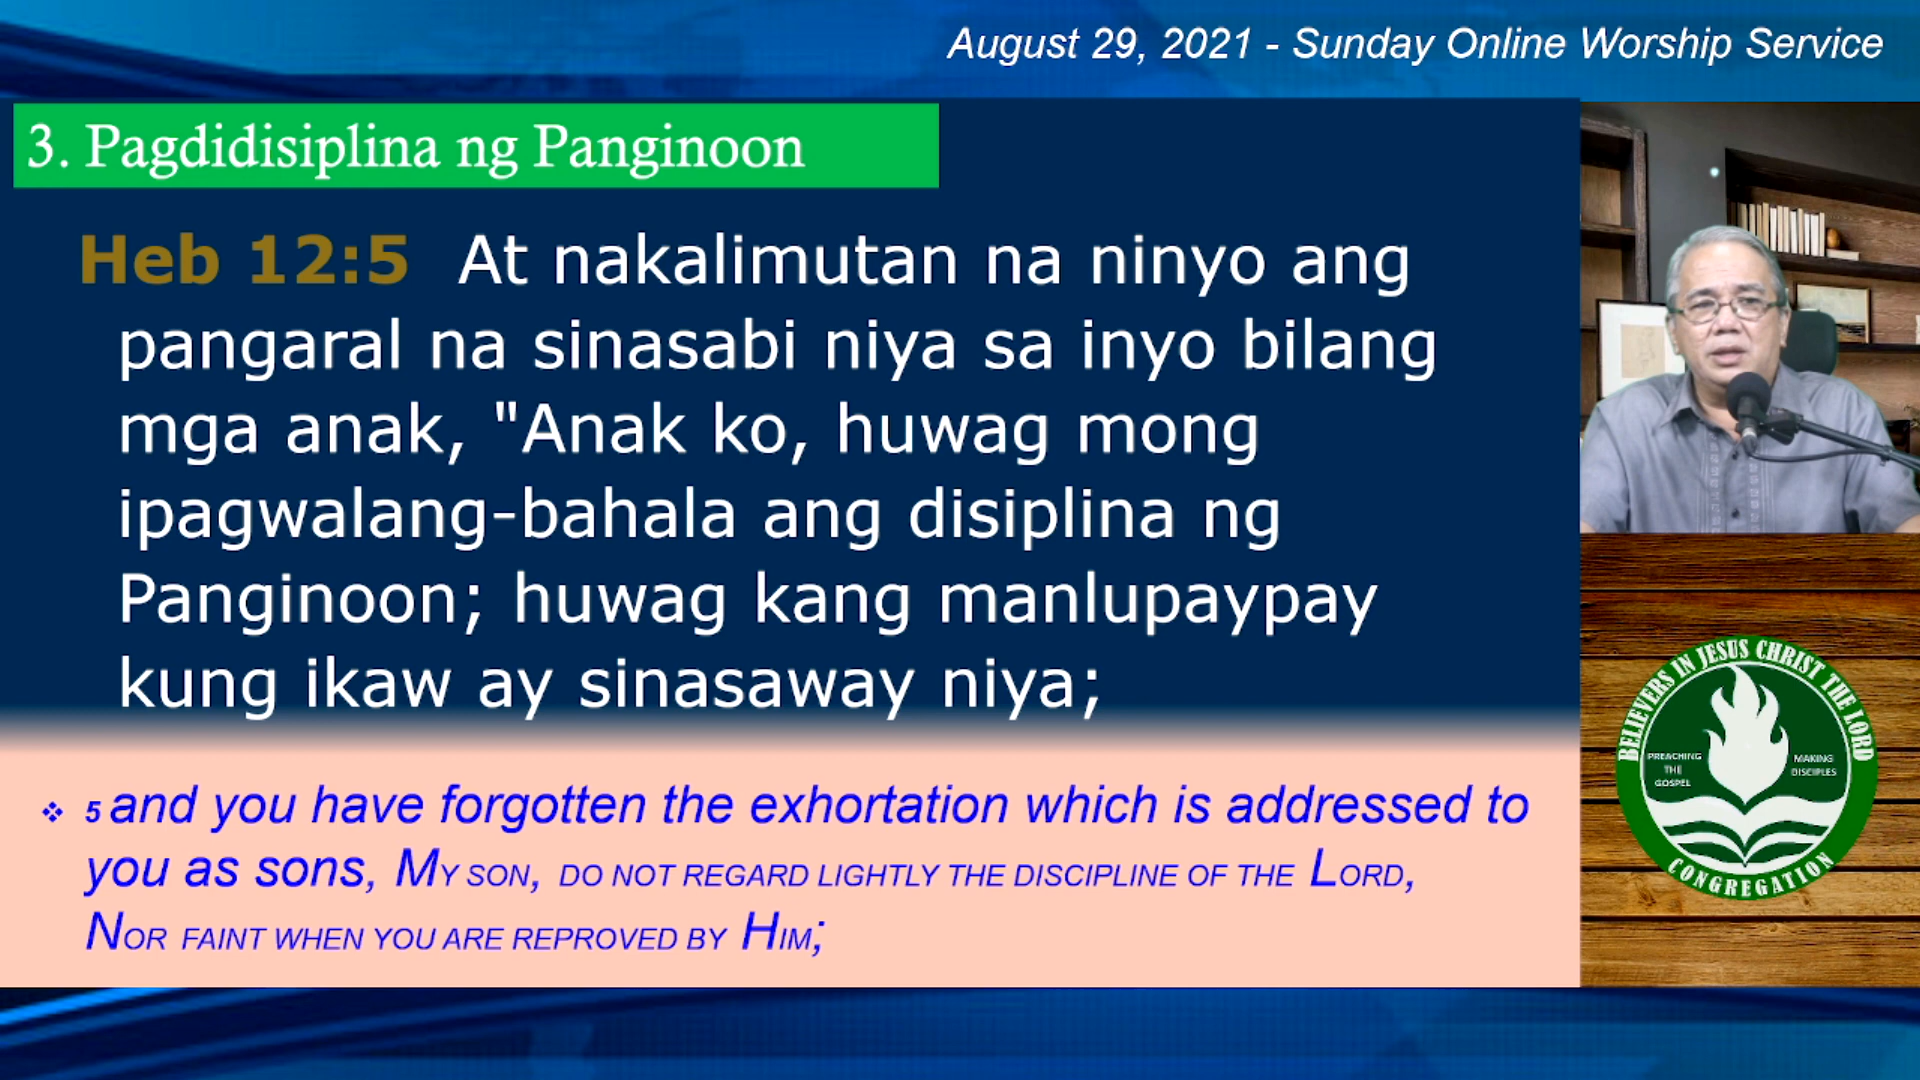 August 29, 2021 - Sunday Online Worship Service
3. Pagdidisiplina ng Panginoon
Heb 12:5 At nakalimutan na ninyo ang
pangaral na sinasabi niya sa inyo bilang
mga anak, "Anak ko, huwag mong
ipagwalang-bahala ang disiplina ng
Panginoon; huwag kang manlupaypay
kung ikaw ay sinasaway niya;
❖ 5 and you have forgotten the exhortation which is addressed to
you as sons, MY SON, DO NOT REGARD LIGHTLY THE DISCIPLINE OF THE LORD,
NOR FAINT WHEN YOU ARE REPROVED BY HIM;
BELIEVERS IN JESUS CHRIST THE LORD
PREACHING
THE
GOSPEL
MAKING
DISCIPLES
CONGREGATION